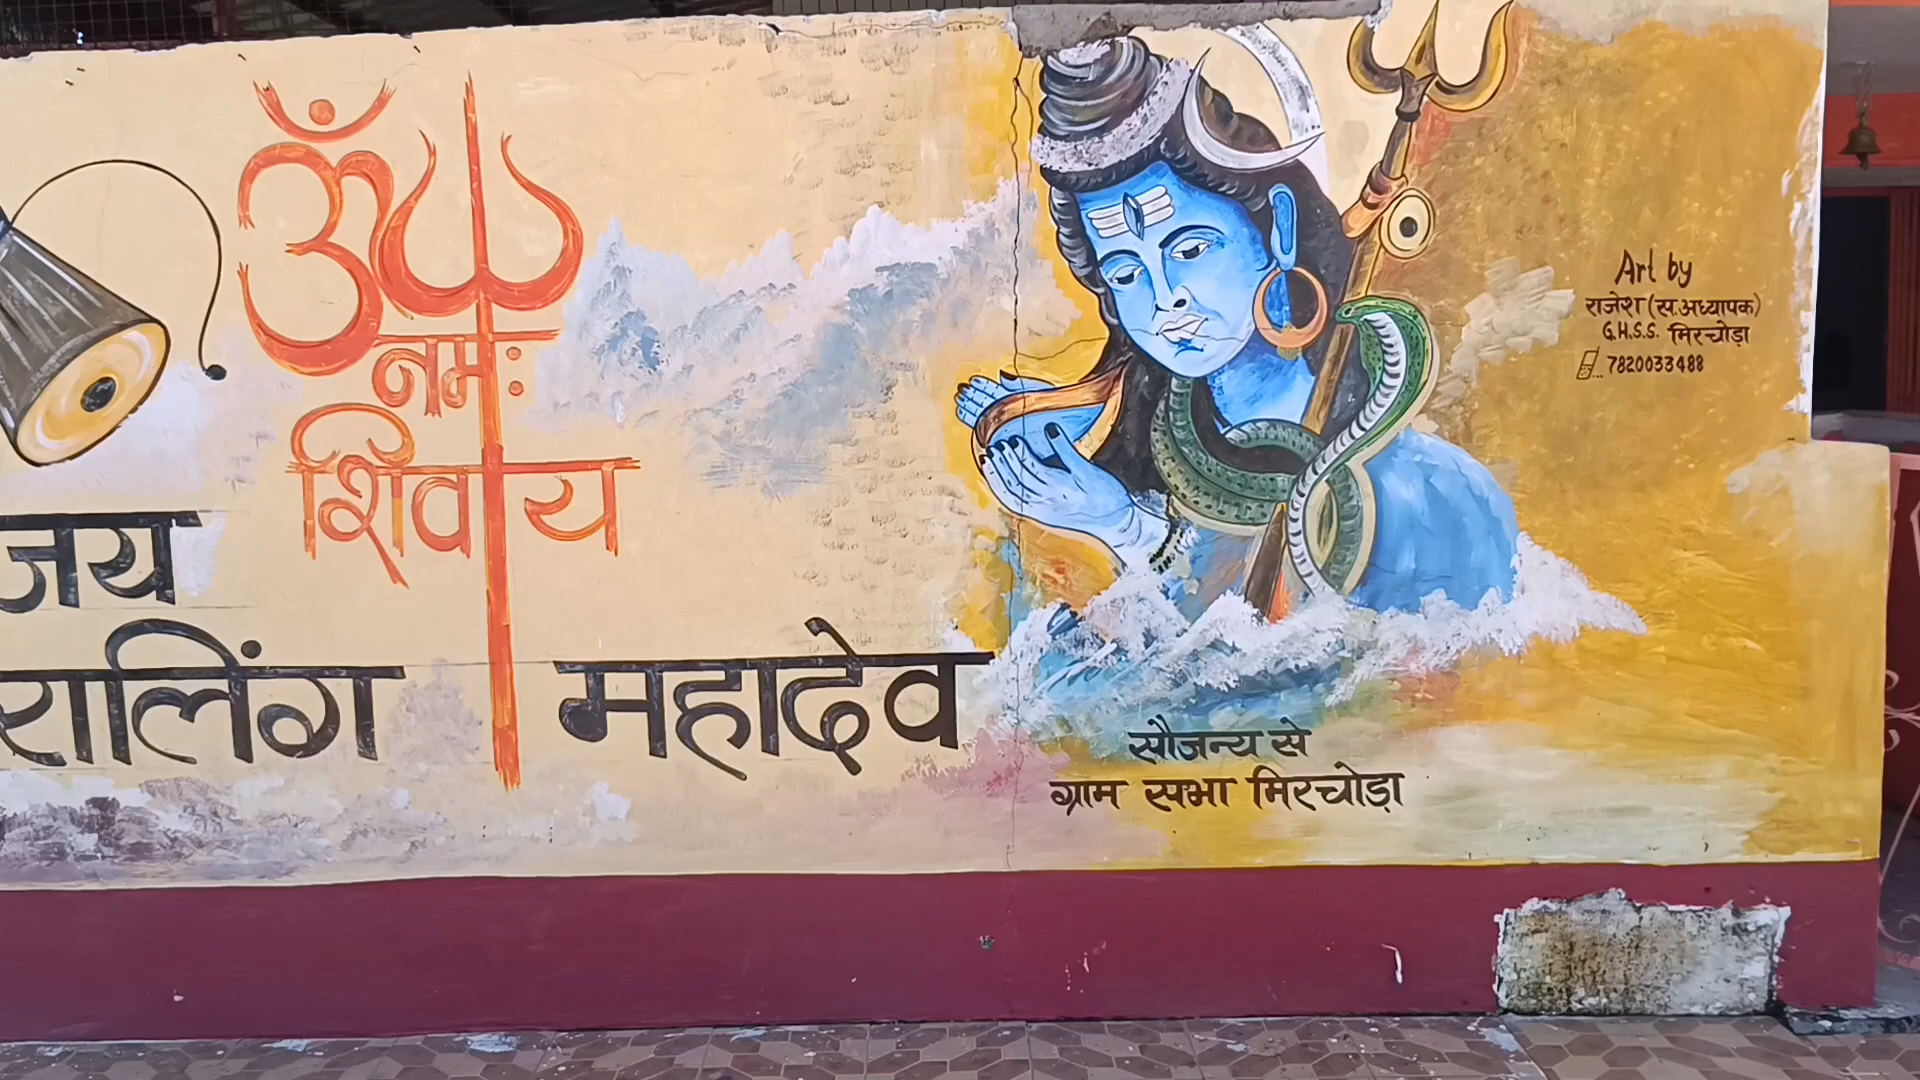 ॐ
नमः
शिवाय
जय
रालिंग महादेव
Art by
राजेश (स.अध्यापक)
G.H.S.S. मिरचोड़ा
7820033488
सौजन्य से
ग्राम सभा मिरचोड़ा